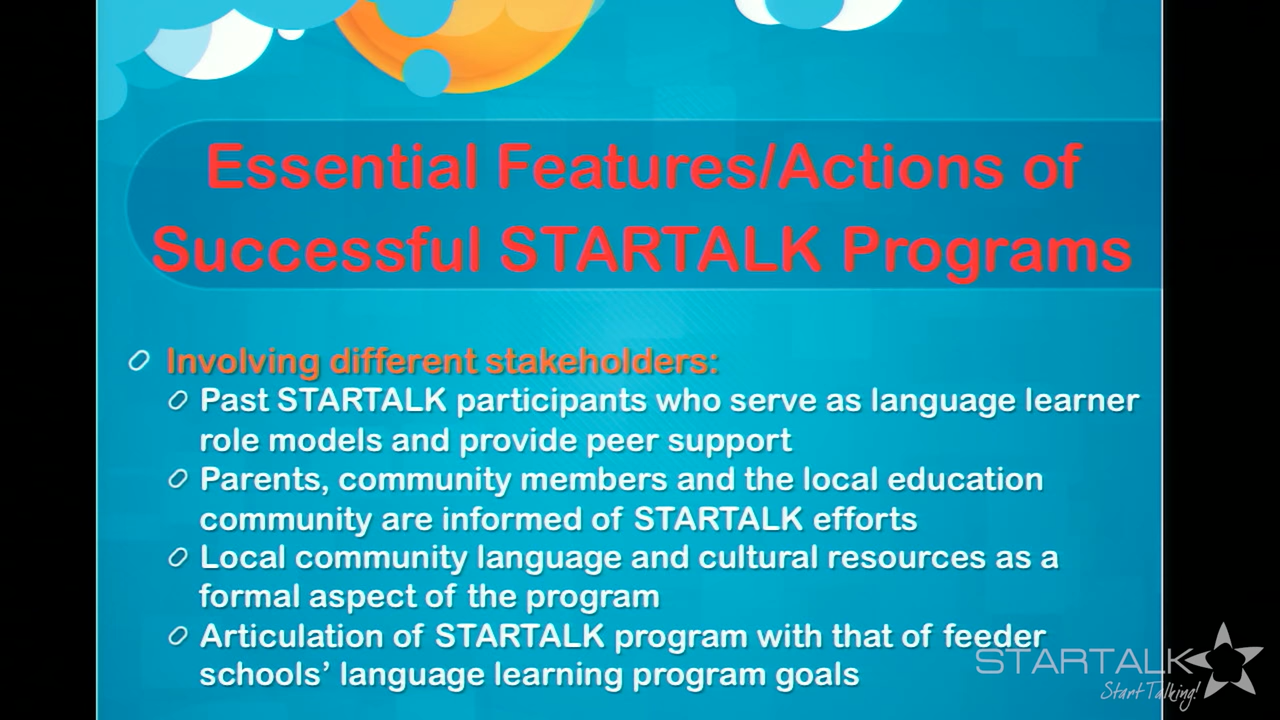 Essential Features/Actions of
Successful STARTALK Programs
Involving different stakeholders:
Past STARTALK participants who serve as language learner
role models and provide peer support
Parents, community members and the local education
community are informed of STARTALK efforts
Local community language and cultural resources as a
formal aspect of the program
Articulation of STARTALK program with that of feeder
schools’ language learning program goals
STARTALK
Start Talking!